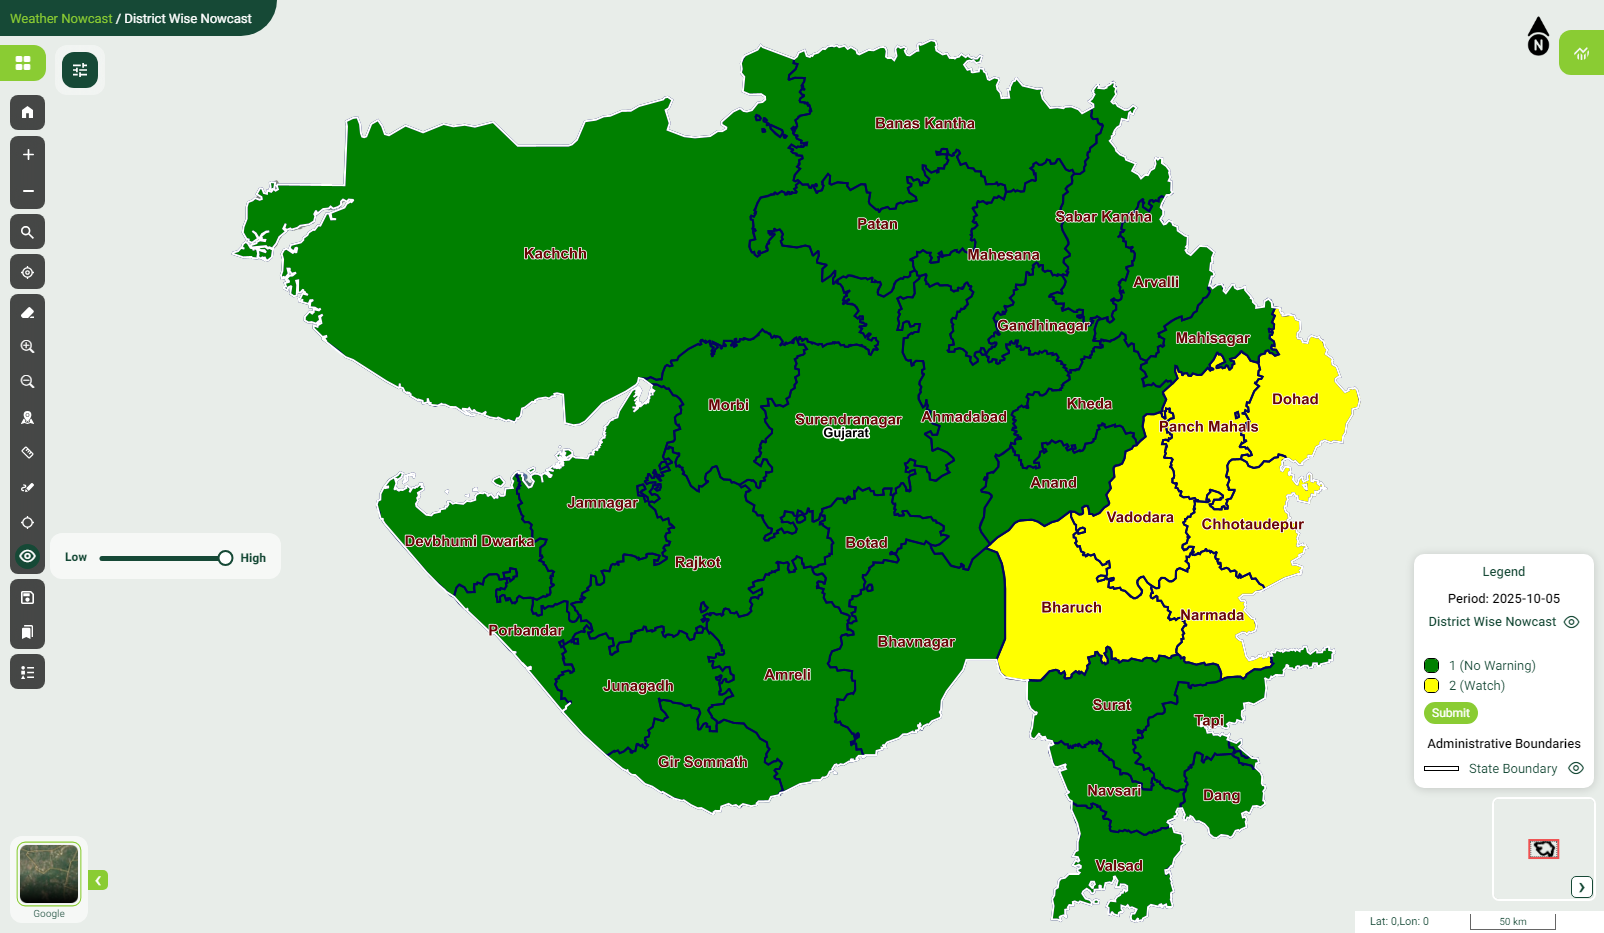 Weather Nowcast / District Wise Nowcast
N
Banas Kantha
Sabar Kantha
Patan
Kachchh
Mahesana
Arvalli
Gandhinagar
Mahisagar
Dohad
Morbi
Kheda
Surendranagar
Ahmadabad
Gujarat
Panch Mahals
Anand
Jamnagar
Vadodara
Chhotaudepur
Devbhumi Dwarka
Botad
Low
High
Rajkot
Bharuch
Narmada
Porbandar
Bhavnagar
Amreli
Junagadh
Surat
Tapi
Gir Somnath
Navsari
Dang
Valsad
Legend
Period: 2025-10-05
District Wise Nowcast
1 (No Warning)
2 (Watch)
Submit
Administrative Boundaries
State Boundary
Google
Lat: 0,Lon: 0
50 km